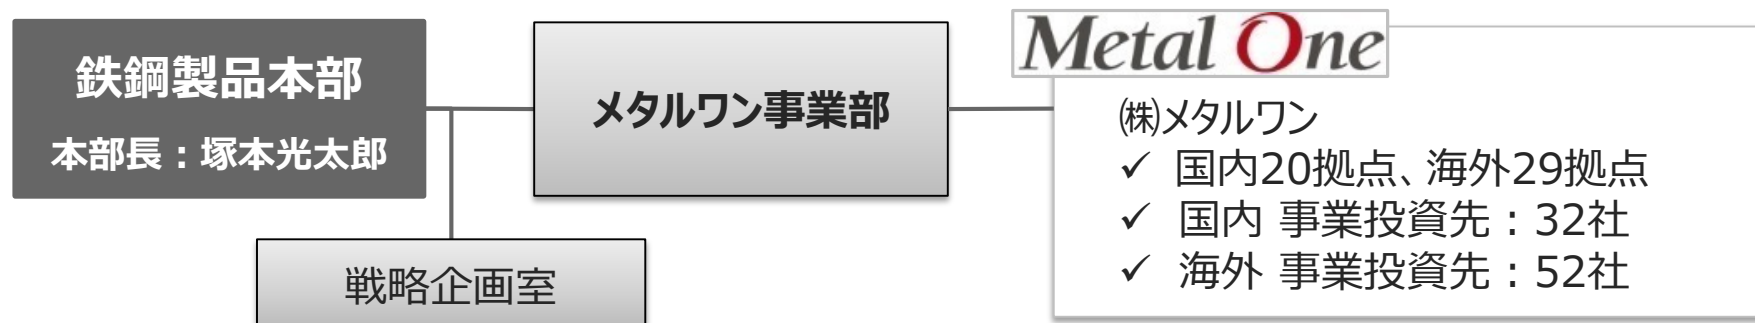 鉄鋼製品本部
本部長：塚本光太郎
メタルワン事業部
戦略企画室
Metal One
㈱メタルワン
✓ 国内20拠点、海外29拠点
✓ 国内 事業投資先：32社
✓ 海外 事業投資先：52社